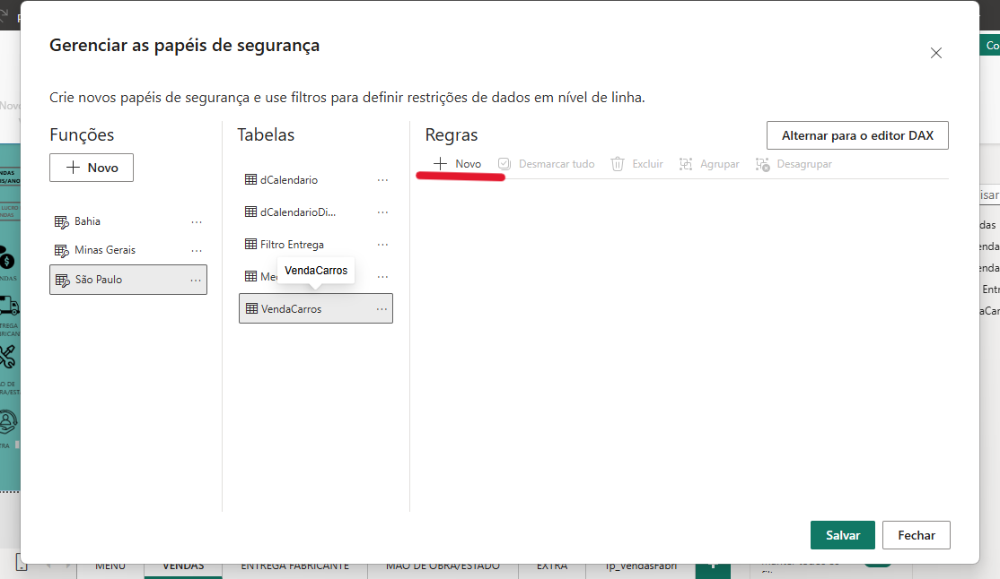 Gerenciar as papéis de segurança
Co
Crie novos papéis de segurança e use filtros para definir restrições de dados em nível de linha.
Funções
Tabelas
Regras
Alternar para o editor DAX
Novo
Novo
Desmarcar tudo
Excluir
Agrupar
Desagrupar
dCalendario
dCalendarioDi...
Filtro Entrega
VendaCarros
VendaCarros
Bahia
Minas Gerais
São Paulo
Salvar
Fechar
MENU
VENDAS
ENTREGA FABRICANTE
MÃO DE OBRA/ESTADO
EXTRA
Tp_VendasFabri